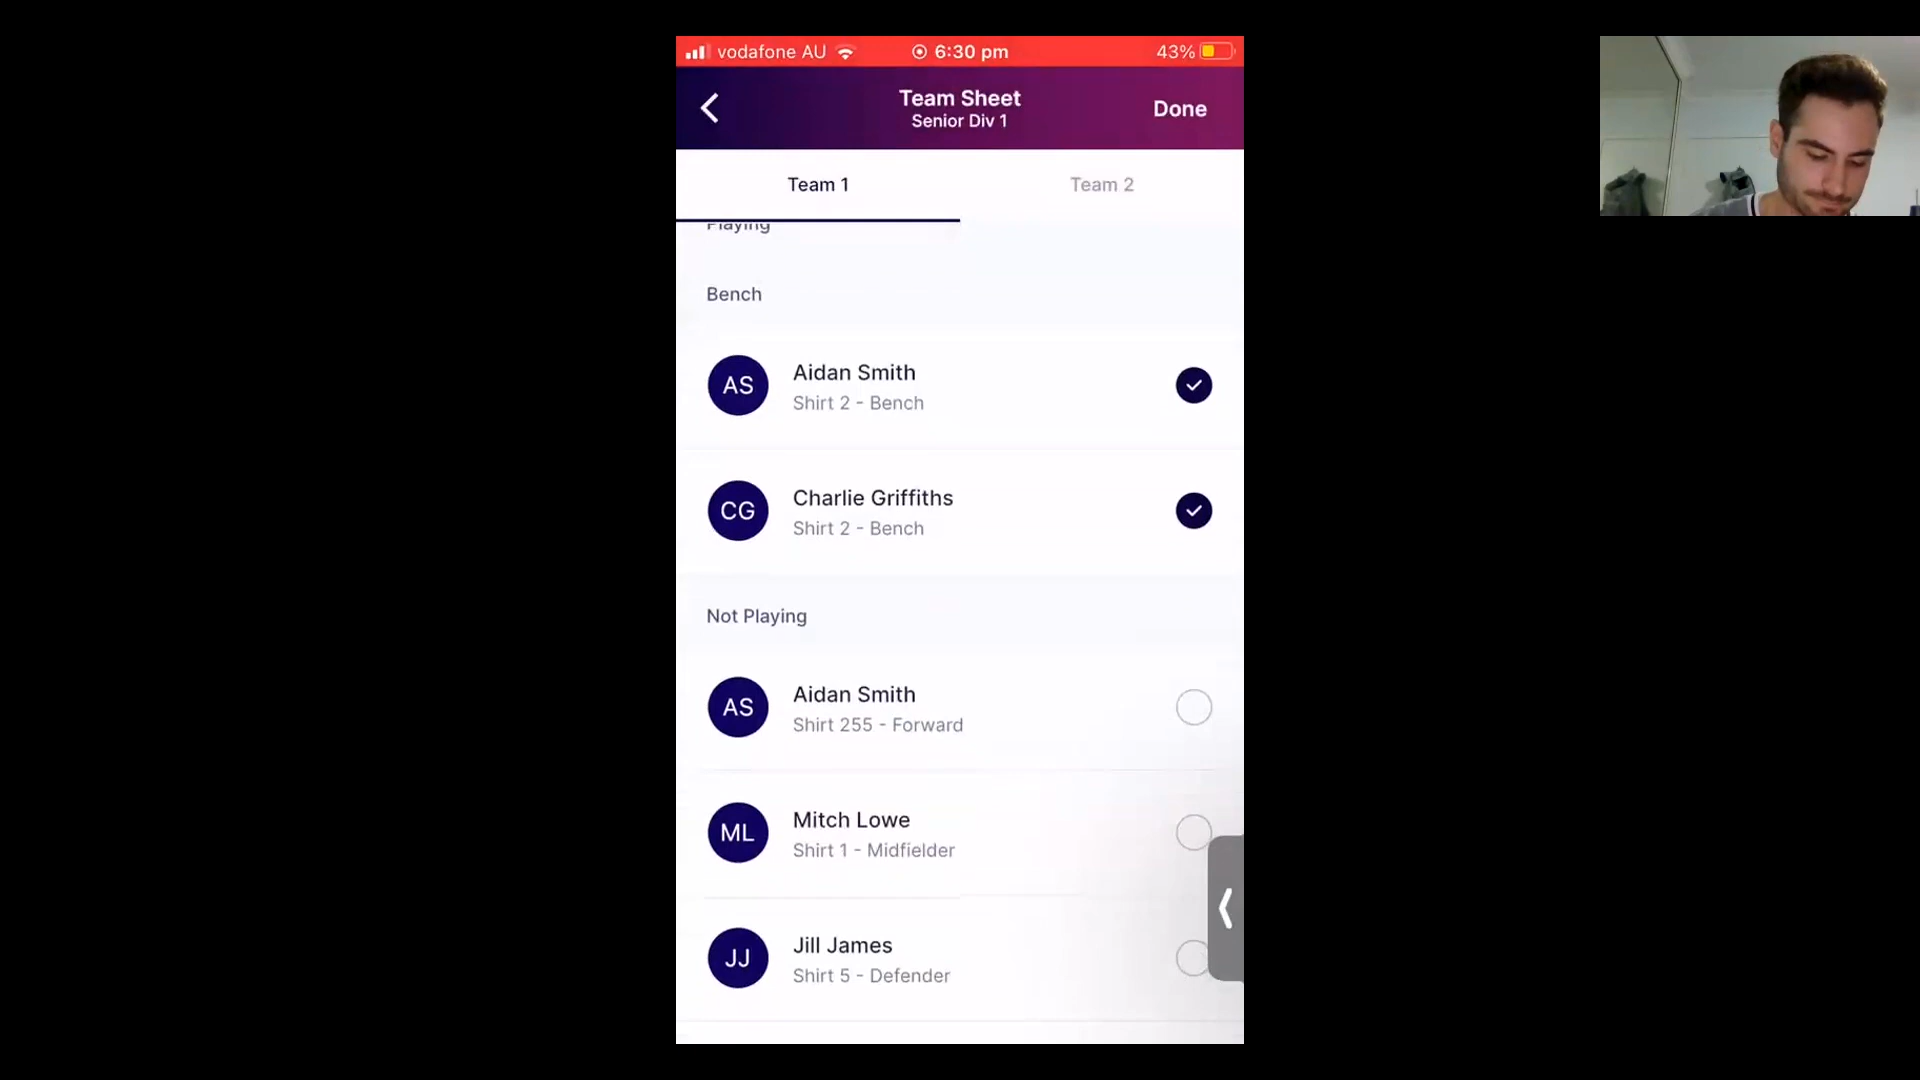 vodafone AU
6:30 pm
43%
Team Sheet
Senior Div 1
Done
Team 1
Team 2
Playing
Bench
AS
Aidan Smith
Shirt 2 - Bench
CG
Charlie Griffiths
Shirt 2 - Bench
Not Playing
AS
Aidan Smith
Shirt 255 - Forward
ML
Mitch Lowe
Shirt 1 - Midfielder
JJ
Jill James
Shirt 5 - Defender